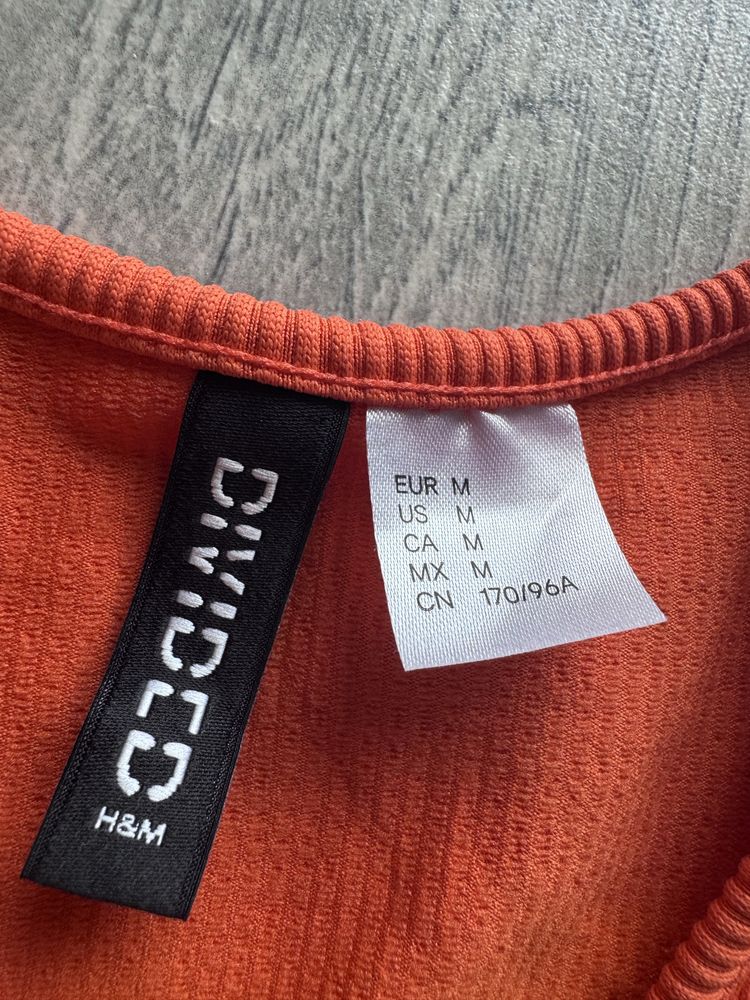 DIVIDED
H&M
EUR M
US M
CA M
MX M
CN 170/96A